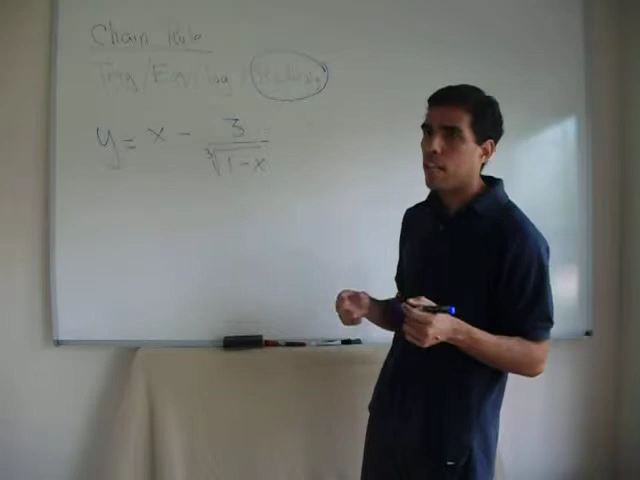 Chain Rule
Trig / Exp / log /
y = x - 3/∛(1-x)